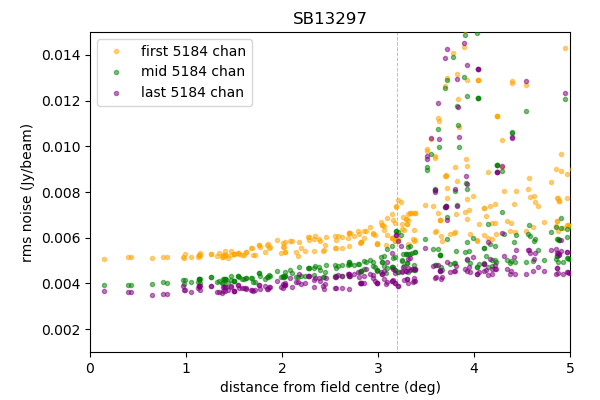 SB13297
first 5184 chan
mid 5184 chan
last 5184 chan
rms noise (Jy/beam)
0.014
0.012
0.010
0.008
0.006
0.004
0.002
0 1 2 3 4 5
distance from field centre (deg)